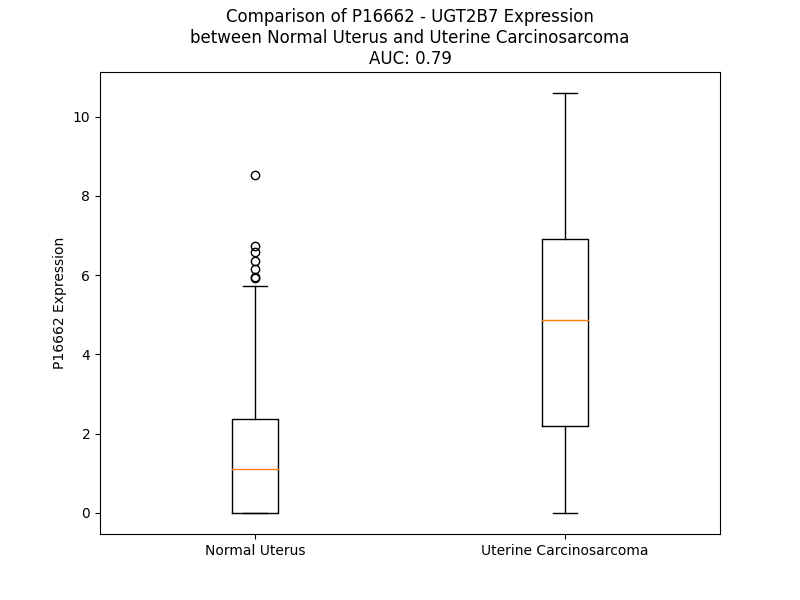 Comparison of P16662 - UGT2B7 Expression
between Normal Uterus and Uterine Carcinosarcoma
AUC: 0.79
10
8
6
4
2
0
P16662 Expression
Normal Uterus
Uterine Carcinosarcoma